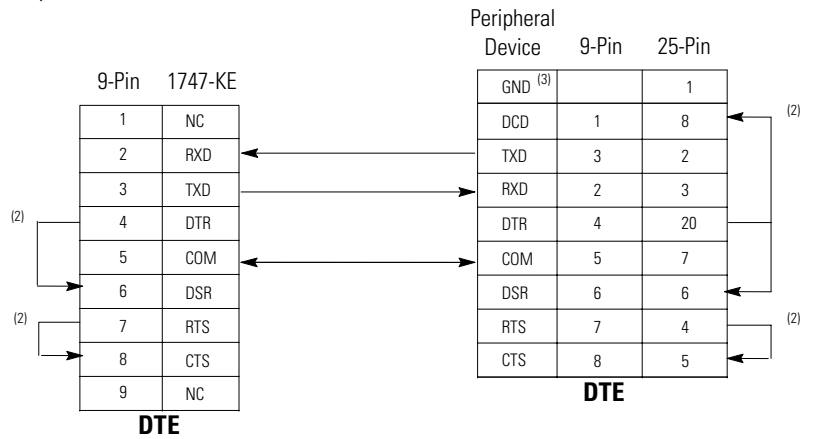 Peripheral
Device 9-Pin 25-Pin
9-Pin 1747-KE
GND (3) 1
1 NC
DCD 1 8 (2)
2 RXD
TXD 3 2
3 TXD
RXD 2 3
(2) 4 DTR
DTR 4 20
5 COM
COM 5 7
6 DSR
DSR 6 6
(2) 7 RTS
RTS 7 4 (2)
8 CTS
CTS 8 5
9 NC
DTE
DTE